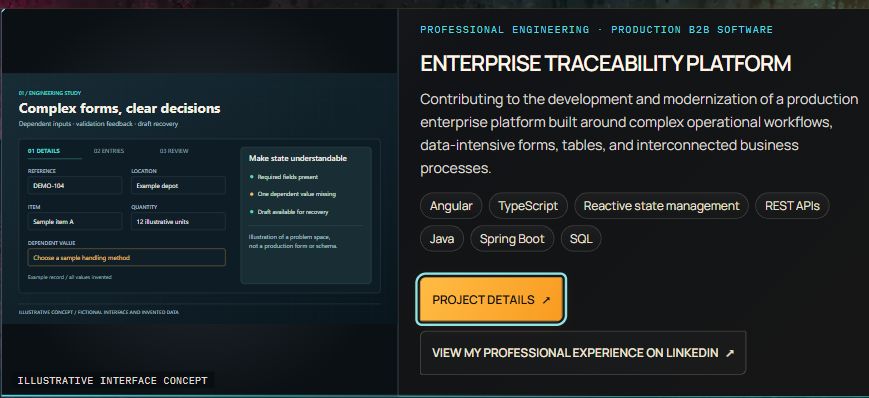 01 / ENGINEERING STUDY
Complex forms, clear decisions
Dependent inputs · validation feedback · draft recovery
01 DETAILS 02 ENTRIES 03 REVIEW
REFERENCE LOCATION
DEMO-104 Example depot
ITEM QUANTITY
Sample item A 12 illustrative units
DEPENDENT VALUE
Choose a sample handling method
Example record / all values invented
Make state understandable
Required fields present
One dependent value missing
Draft available for recovery
Illustration of a problem space,
not a production form or schema.
ILLUSTRATIVE CONCEPT / FICTIONAL INTERFACE AND INVENTED DATA
ILLUSTRATIVE INTERFACE CONCEPT
PROFESSIONAL ENGINEERING · PRODUCTION B2B SOFTWARE
ENTERPRISE TRACEABILITY PLATFORM
Contributing to the development and modernization of a production
enterprise platform built around complex operational workflows,
data-intensive forms, tables, and interconnected business
processes.
Angular TypeScript Reactive state management REST APIs
Java Spring Boot SQL
PROJECT DETAILS ↗
VIEW MY PROFESSIONAL EXPERIENCE ON LINKEDIN ↗